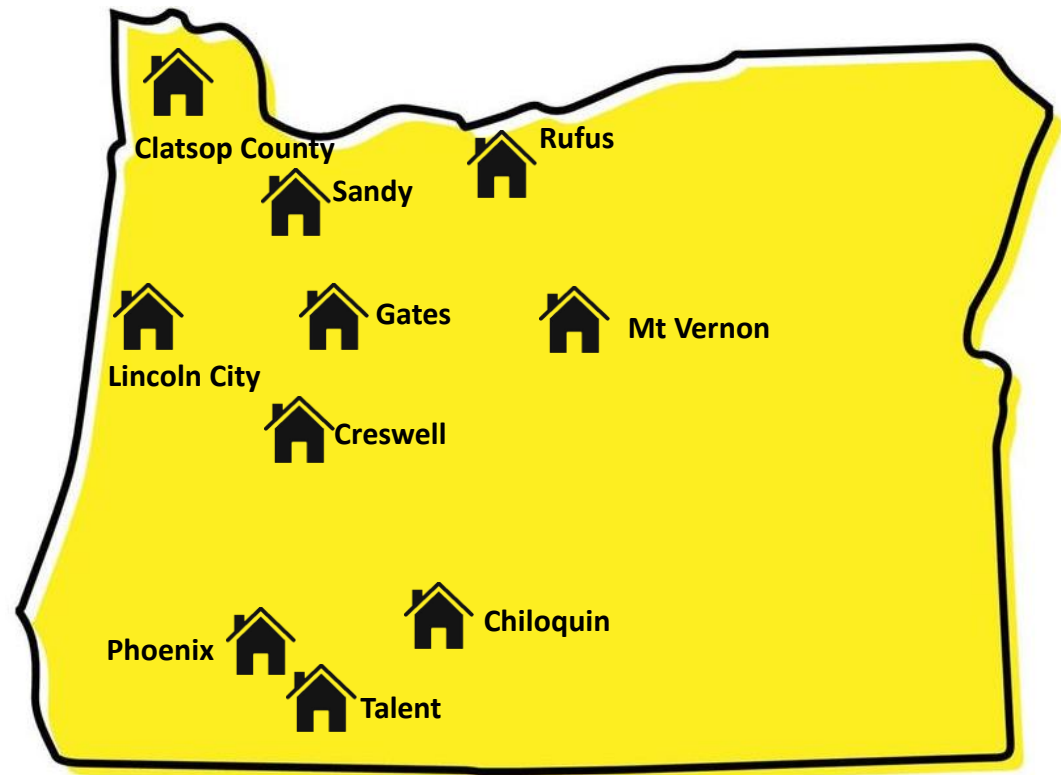 Clatsop County
Rufus
Sandy
Gates
Mt Vernon
Lincoln City
Creswell
Chiloquin
Phoenix
Talent